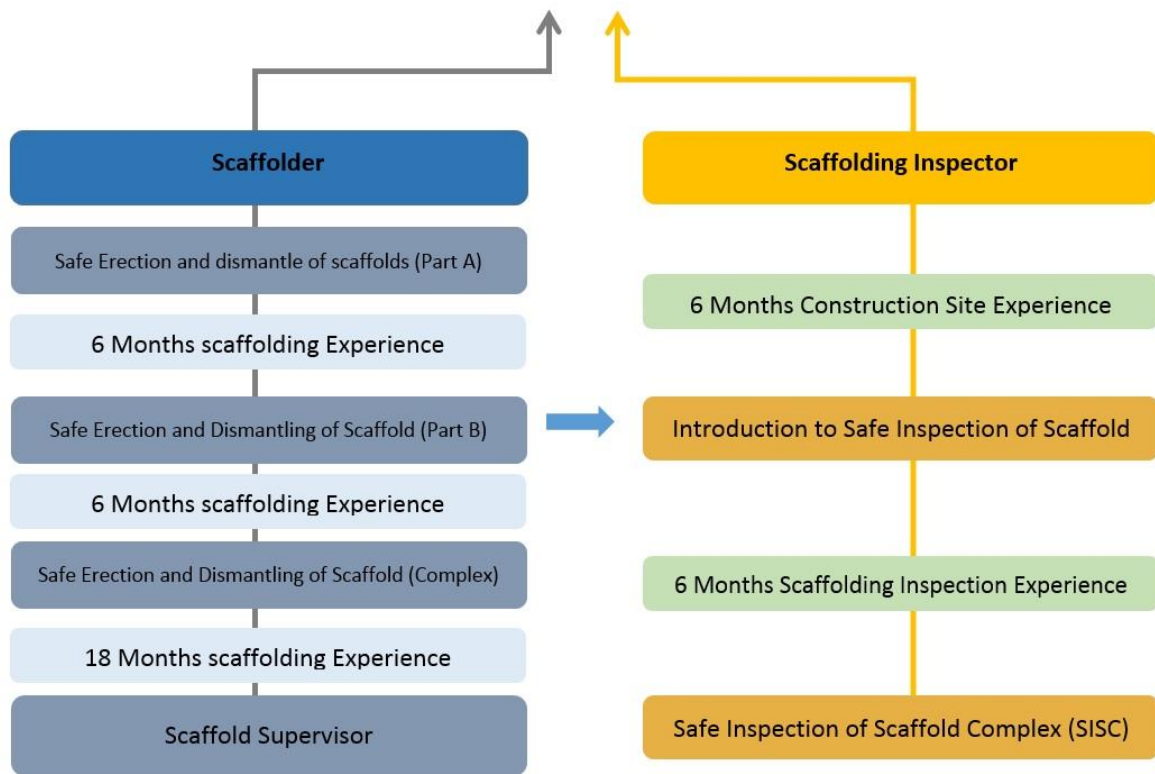 Scaffolder
Safe Erection and dismantle of scaffolds (Part A)
6 Months scaffolding Experience
Safe Erection and Dismantling of Scaffold (Part B)
6 Months scaffolding Experience
Safe Erection and Dismantling of Scaffold (Complex)
18 Months scaffolding Experience
Scaffold Supervisor
Scaffolding Inspector
6 Months Construction Site Experience
Introduction to Safe Inspection of Scaffold
6 Months Scaffolding Inspection Experience
Safe Inspection of Scaffold Complex (SISC)